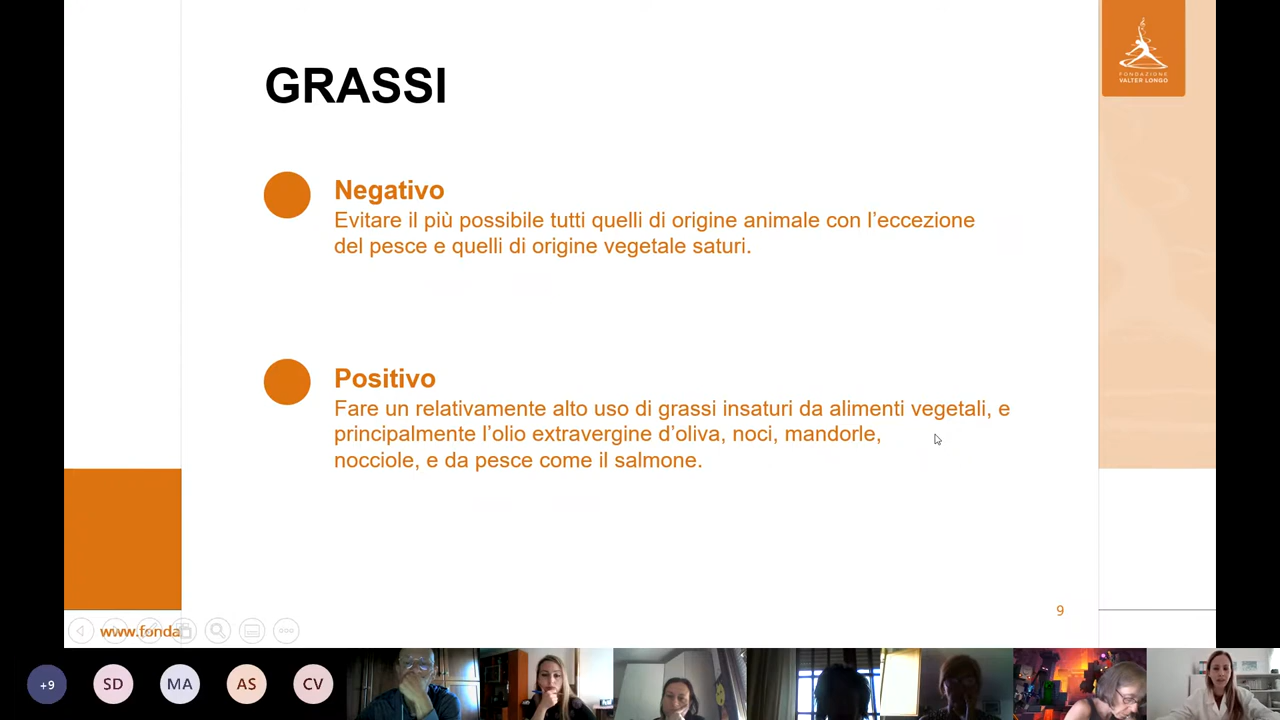 GRASSI
FONDAZIONE
VALTER LONGO
Negativo
Evitare il più possibile tutti quelli di origine animale con l’eccezione
del pesce e quelli di origine vegetale saturi.
Positivo
Fare un relativamente alto uso di grassi insaturi da alimenti vegetali, e
principalmente l’olio extravergine d’oliva, noci, mandorle,
nocciole, e da pesce come il salmone.
9
www.fonda
+9
SD
MA
AS
CV